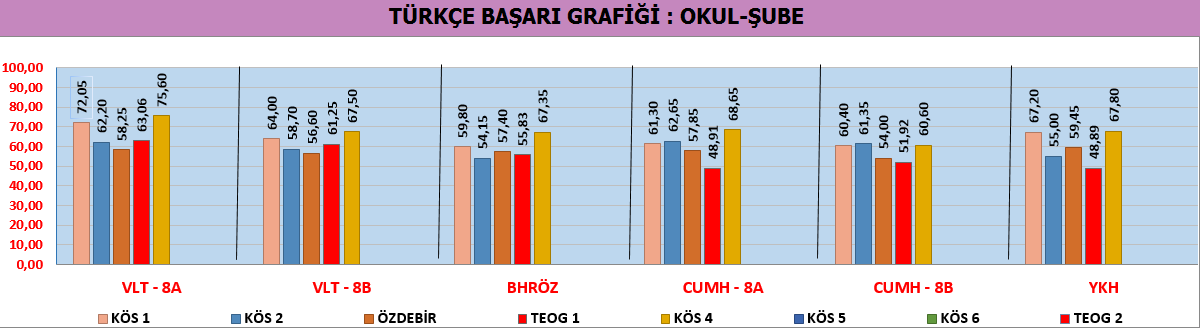 TÜRKÇE BAŞARI GRAFİĞİ : OKUL-ŞUBE
100,00
90,00
80,00
70,00
60,00
50,00
40,00
30,00
20,00
10,00
0,00
72,05 62,20 58,25 63,06 75,60
64,00 58,70 56,60 61,25 67,50
59,80 54,15 57,40 55,83 67,35
61,30 62,65 57,85 48,91 68,65
60,40 61,35 54,00 51,92 60,60
67,20 55,00 59,45 48,89 67,80
VLT - 8A VLT - 8B BHRÖZ CUMH - 8A CUMH - 8B YKH
KÖS 1 KÖS 2 ÖZDEBİR TEOG 1 KÖS 4 KÖS 5 KÖS 6 TEOG 2